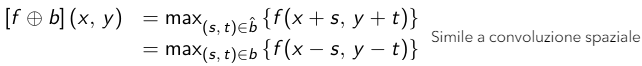 [f ⊕ b] (x, y) = max_{(s, t)∈b̂} {f(x + s, y + t)}
= max_{(s, t)∈b} {f(x − s, y − t)} Simile a convoluzione spaziale